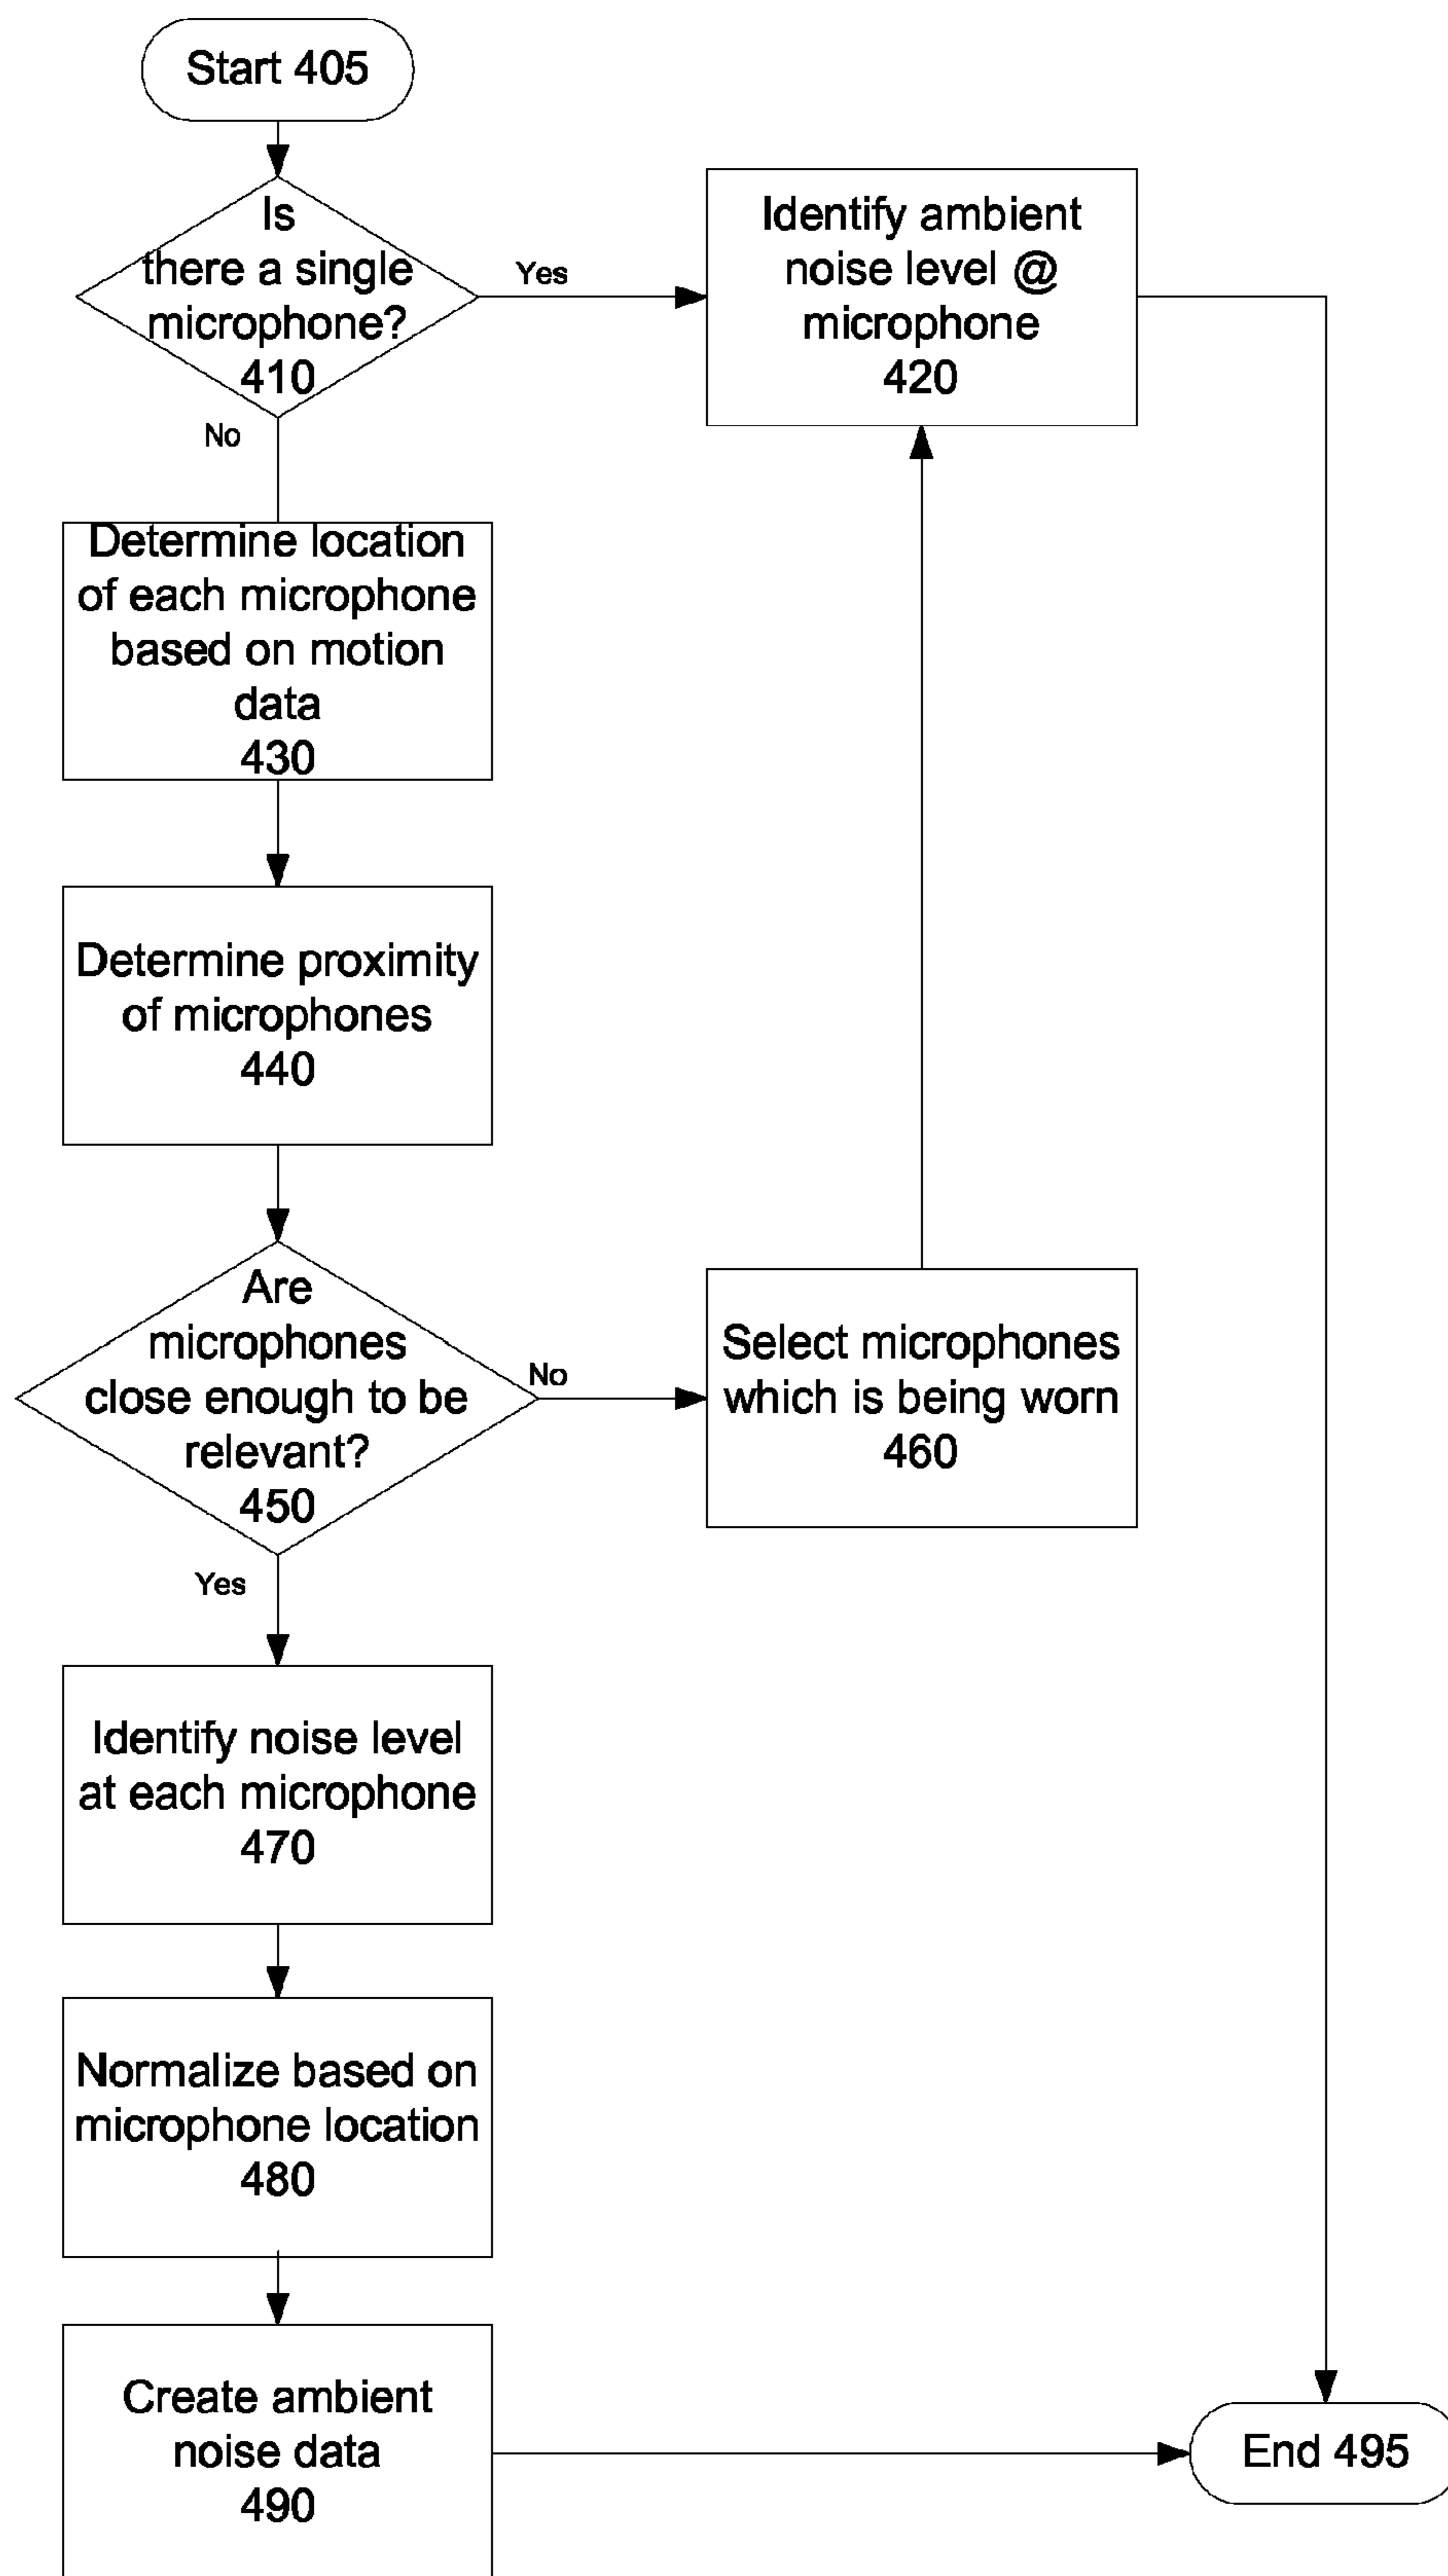 Start 405
Is
there a single
microphone?
410
Yes
No
Identify ambient
noise level @
microphone
420
Determine location
of each microphone
based on motion
data
430
Determine proximity
of microphones
440
Are
microphones
close enough to be
relevant?
450
No
Yes
Select microphones
which is being worn
460
Identify noise level
at each microphone
470
Normalize based on
microphone location
480
Create ambient
noise data
490
End 495